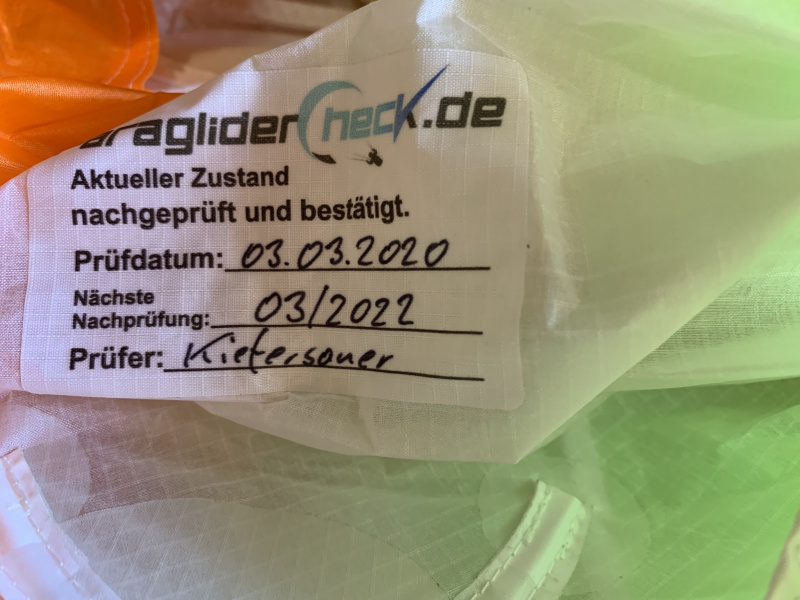 araglidercheck.de
Aktueller Zustand
nachgeprüft und bestätigt.
Prüfdatum: 03.03.2020
Nächste
Nachprüfung: 03/2022
Prüfer: Kiefersauer